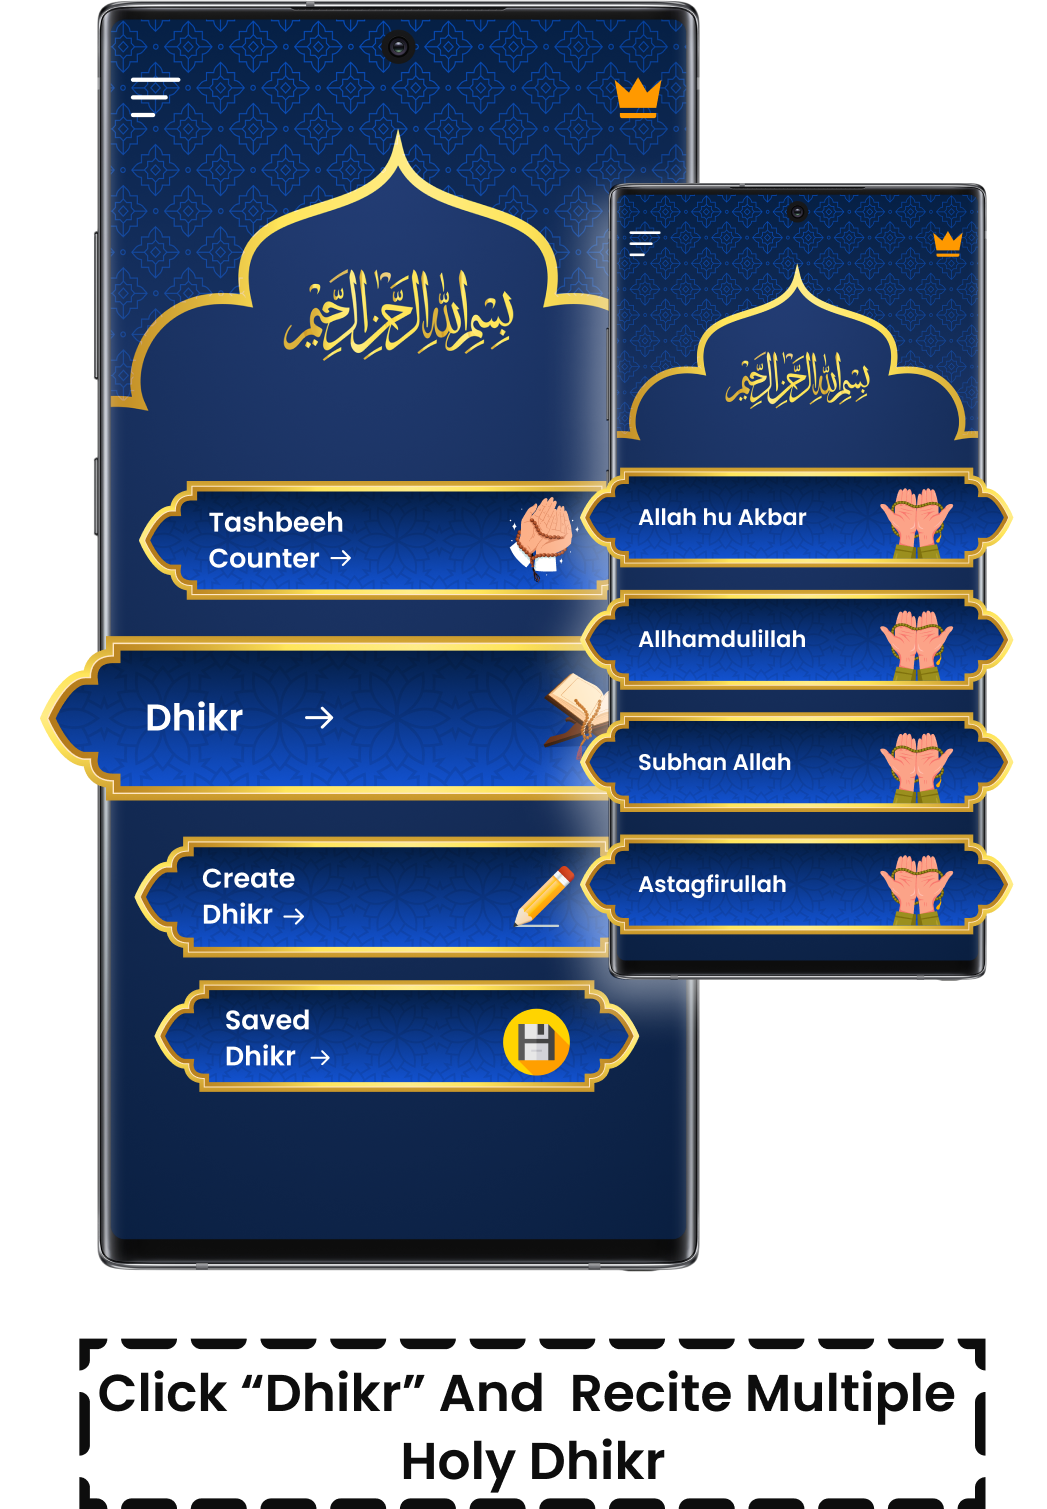 بسم الله الرحمن الرحيم
Tashbeeh
Counter →
Dhikr →
Create
Dhikr →
Saved
Dhikr →
بسم الله الرحمن الرحيم
Allah hu Akbar
Allhamdulillah
Subhan Allah
Astagfirullah
Click “Dhikr” And Recite Multiple
Holy Dhikr